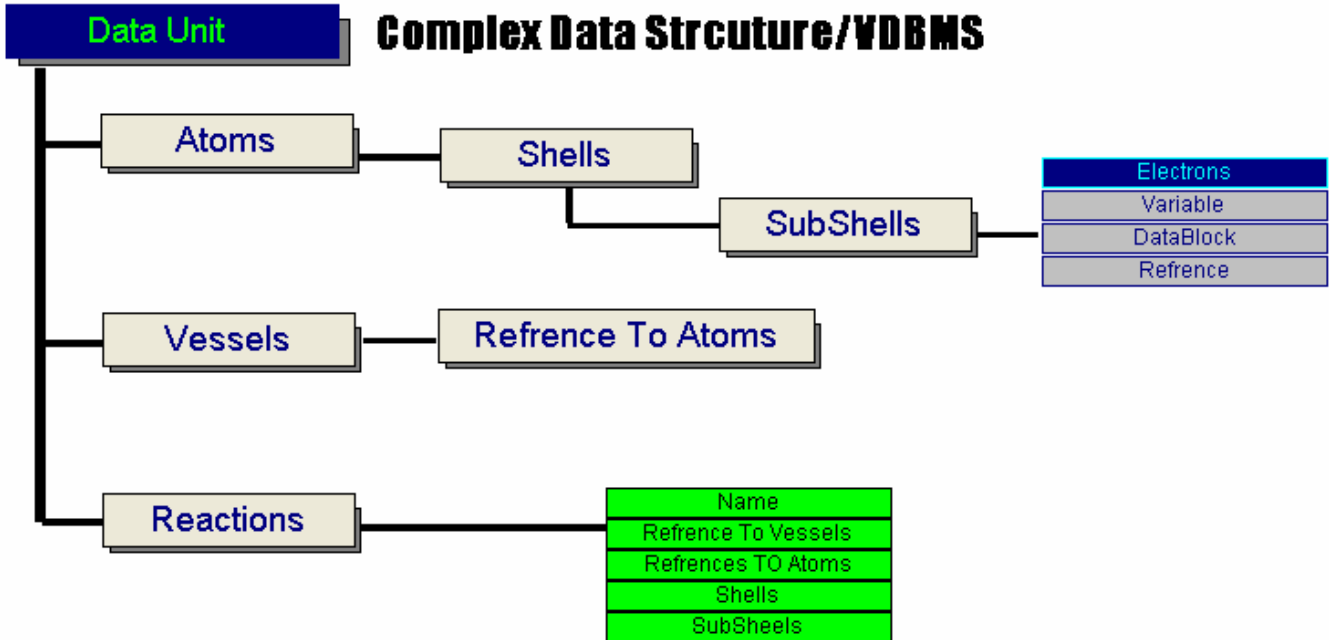 Data Unit
Complex Data Strcuture/VDBMS
Atoms
Shells
SubShells
Electrons
Variable
DataBlock
Refrence
Vessels
Refrence To Atoms
Reactions
Name
Refrence To Vessels
Refrences TO Atoms
Shells
SubSheels